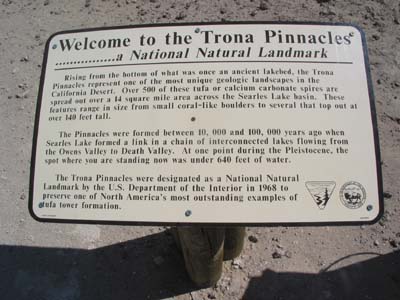 Welcome to the Trona Pinnacles
...............a National Natural Landmark
Rising from the bottom of what was once an ancient lakebed, the Trona
Pinnacles represent one of the most unique geologic landscapes in the
California Desert. Over 500 of these tufa or calcium carbonate spires are
spread out over a 14 square mile area across the Searles Lake basin. These
features range in size from small coral-like boulders to several that top out at
over 140 feet tall.
The Pinnacles were formed between 10, 000 and 100, 000 years ago when
Searles Lake formed a link in a chain of interconnected lakes flowing from
the Owens Valley to Death Valley. At one point during the Pleistocene, the
spot where you are standing now was under 640 feet of water.
The Trona Pinnacles were designated as a National Natural
Landmark by the U.S. Department of the Interior in 1968 to
preserve one of North America's most outstanding examples of
tufa tower formation.